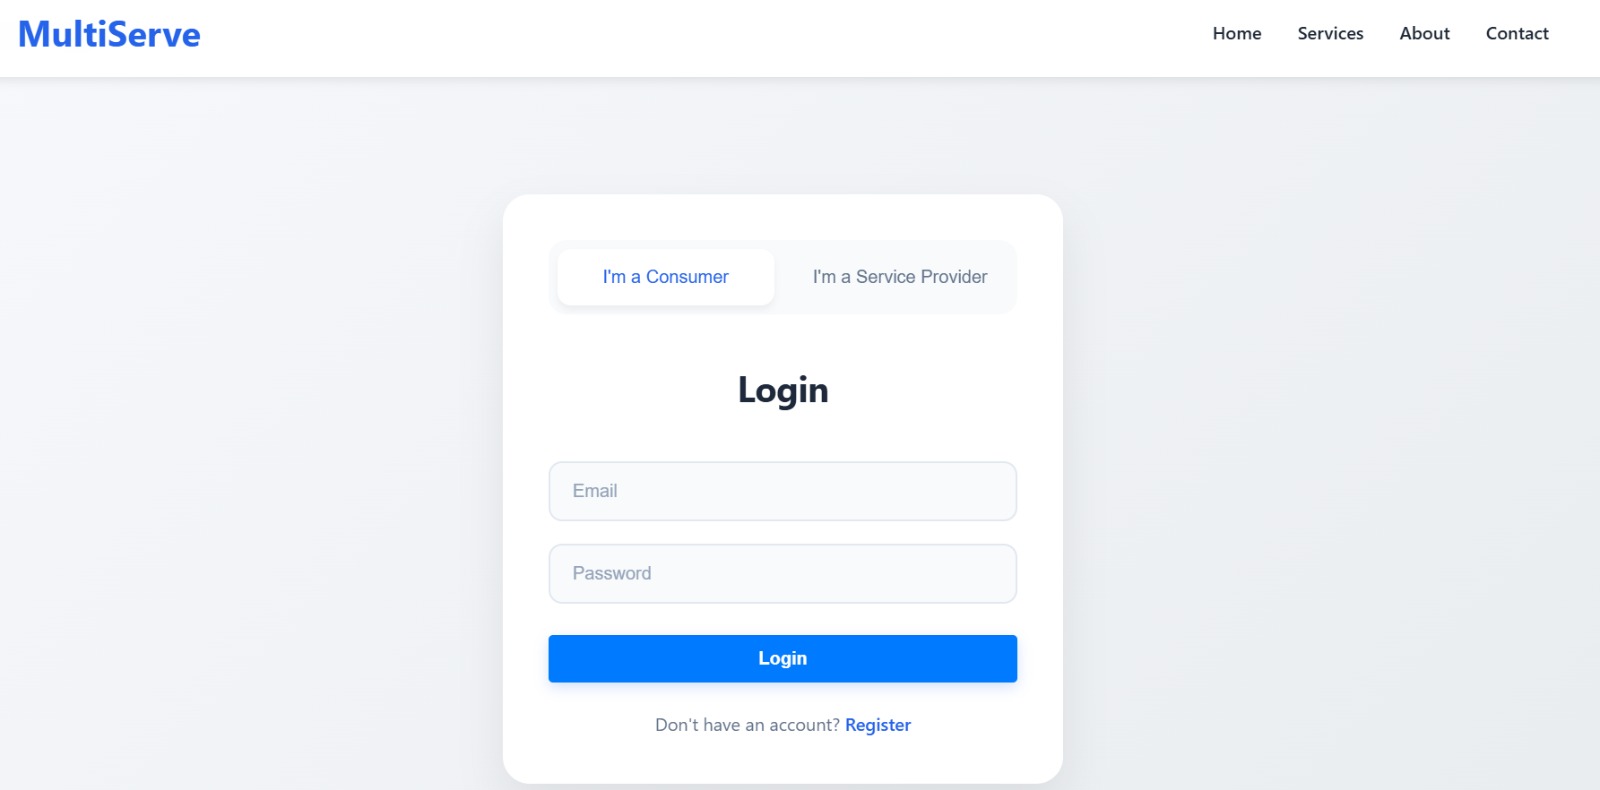 MultiServe
Home Services About Contact
I'm a Consumer I'm a Service Provider
Login
Email
Password
Login
Don't have an account? Register